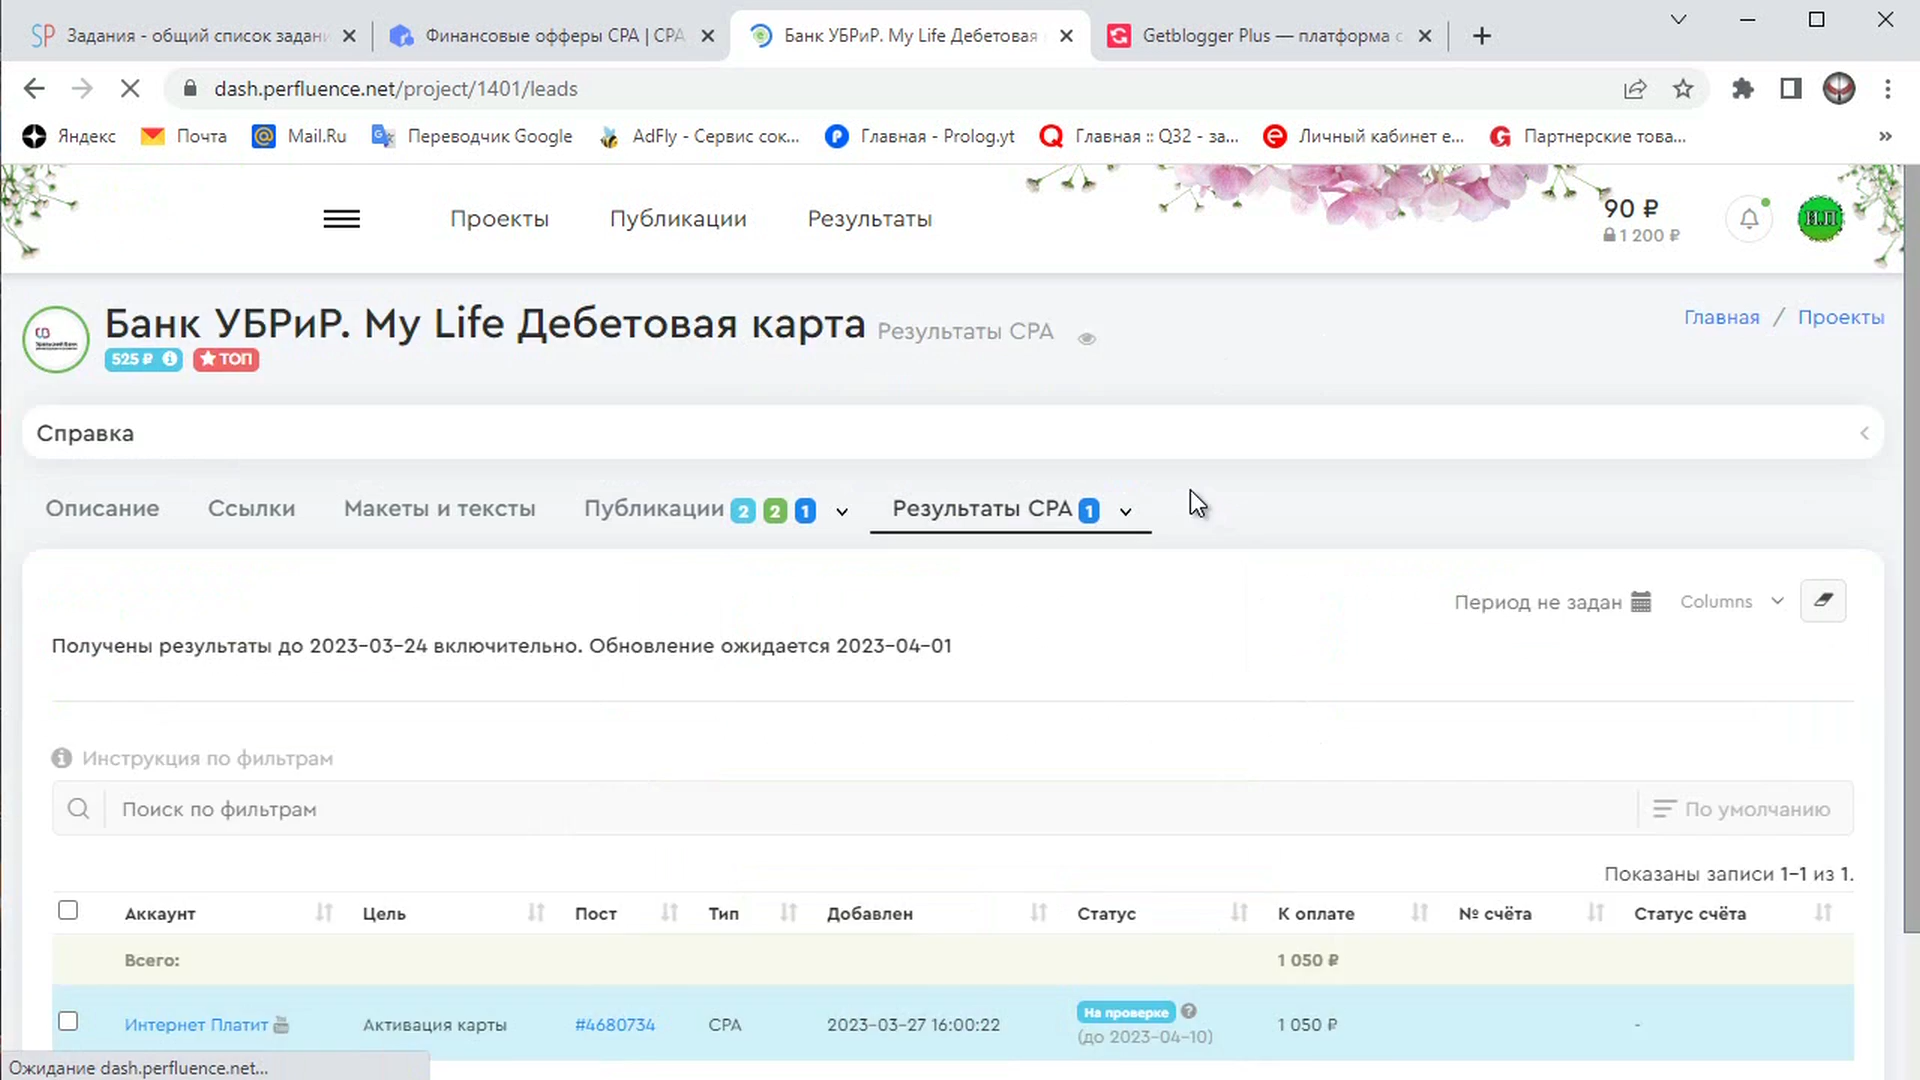 Задания - общий список задани
Финансовые офферы CPA | CPA
Банк УБРиР. My Life Дебетовая
Getblogger Plus — платформа с
dash.perfluence.net/project/1401/leads
Яндекс
Почта
Mail.Ru
Переводчик Google
AdFly - Сервис сок...
Главная - Prolog.yt
Главная :: Q32 - за...
Личный кабинет е...
Партнерские това...
Проекты
Публикации
Результаты
90 ₽
1 200 ₽
И.П
Банк УБРиР. My Life Дебетовая карта Результаты CPA
525 ₽
ТОП
Главная / Проекты
Справка
Описание
Ссылки
Макеты и тексты
Публикации 2 2 1
Результаты CPA 1
Период не задан
Columns
Получены результаты до 2023-03-24 включительно. Обновление ожидается 2023-04-01
Инструкция по фильтрам
Поиск по фильтрам
По умолчанию
Показаны записи 1-1 из 1.
Аккаунт Цель Пост Тип Добавлен Статус К оплате № счёта Статус счёта
Всего: 1 050 ₽
Интернет Платит Активация карты #4680734 CPA 2023-03-27 16:00:22 На проверке 1 050 ₽ -
(до 2023-04-10)
Ожидание dash.perfluence.net...